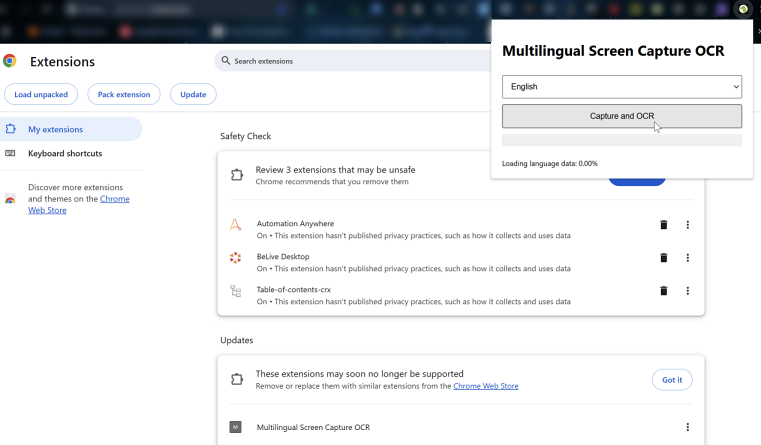 Extensions
Search extensions
Load unpacked
Pack extension
Update
My extensions
Keyboard shortcuts
Discover more extensions
and themes on the Chrome
Web Store
Multilingual Screen Capture OCR
English
Capture and OCR
Loading language data: 0.00%
Safety Check
Review 3 extensions that may be unsafe
Chrome recommends that you remove them
Automation Anywhere
On • This extension hasn't published privacy practices, such as how it collects and uses data
BeLive Desktop
On • This extension hasn't published privacy practices, such as how it collects and uses data
Table-of-contents-crx
On • This extension hasn't published privacy practices, such as how it collects and uses data
Updates
These extensions may soon no longer be supported
Remove or replace them with similar extensions from the Chrome Web Store
Got it
M
Multilingual Screen Capture OCR